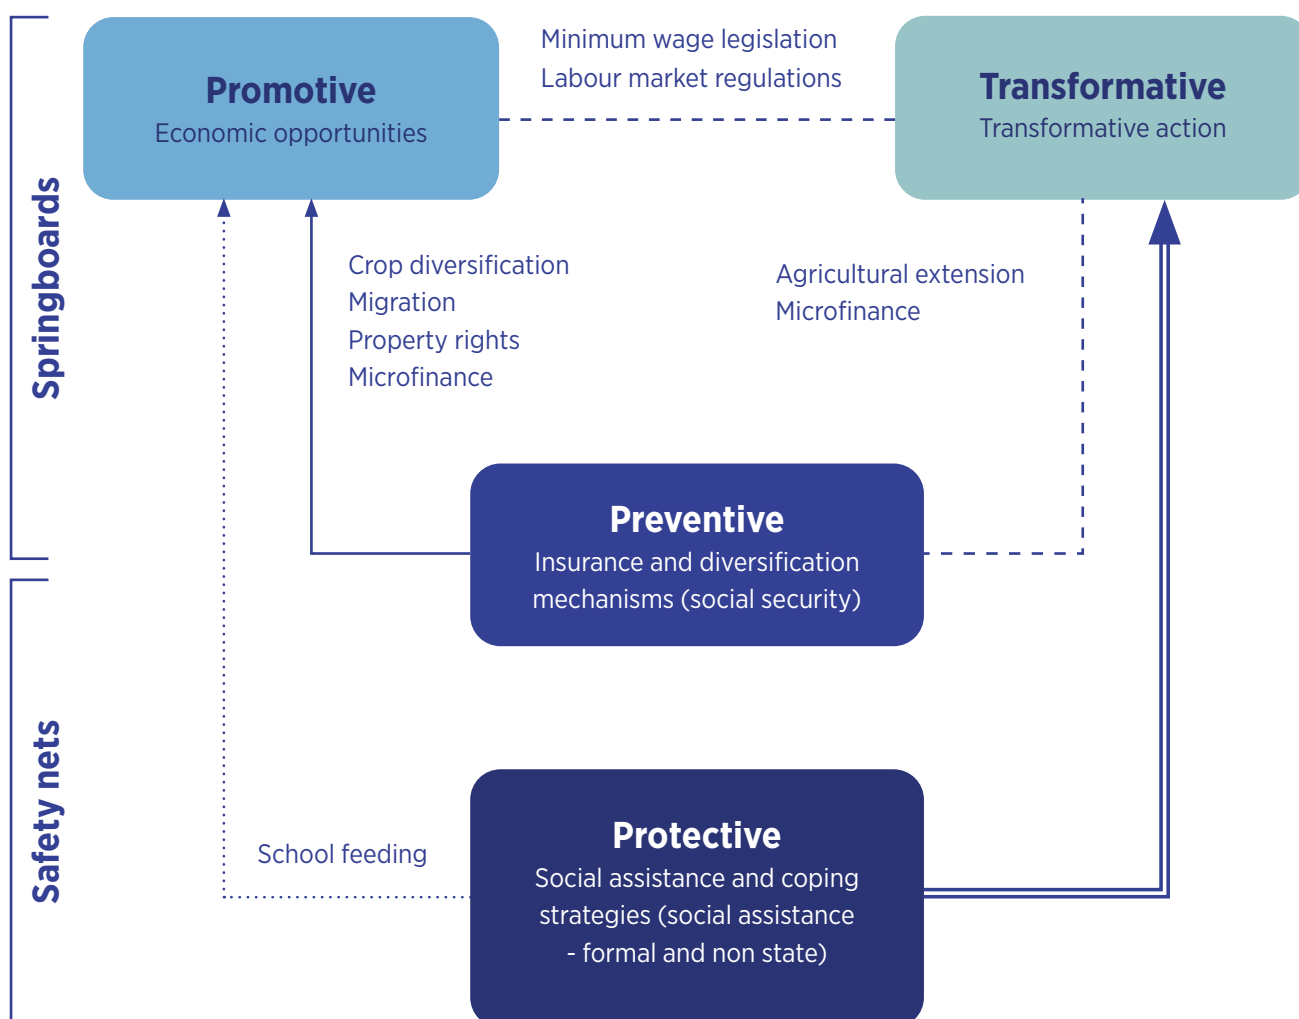 Springboards
Promotive
Economic opportunities
Minimum wage legislation
Labour market regulations
Transformative
Transformative action
Crop diversification
Migration
Property rights
Microfinance
Agricultural extension
Microfinance
Preventive
Insurance and diversification
mechanisms (social security)
Safety nets
School feeding
Protective
Social assistance and coping
strategies (social assistance
- formal and non state)